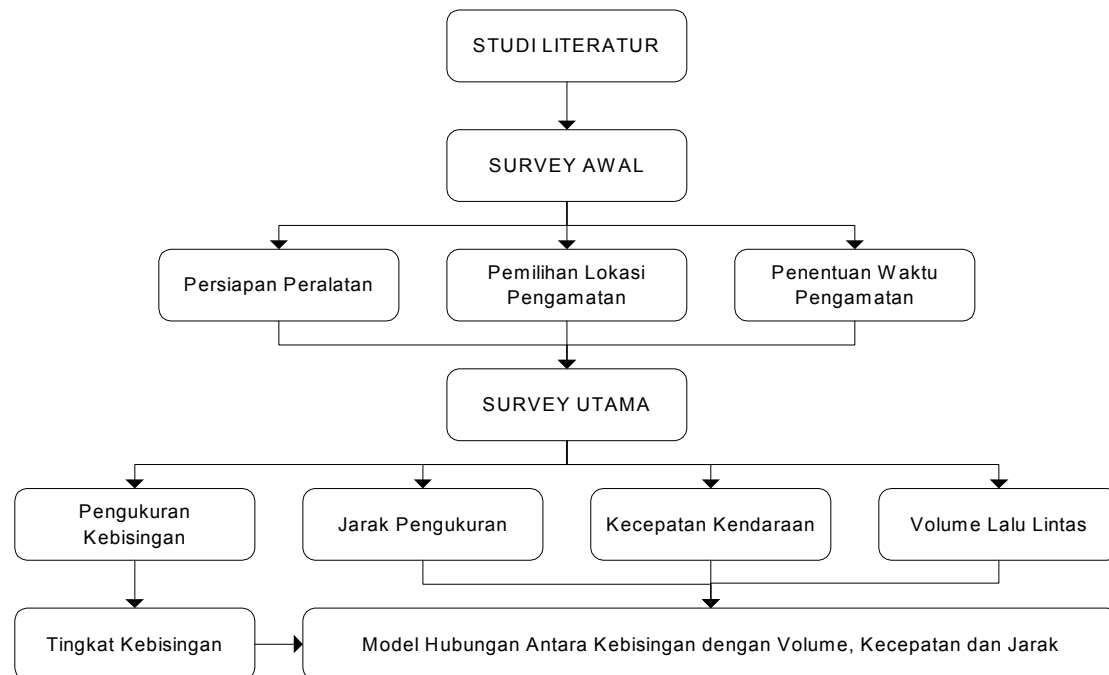 STUDI LITERATUR
SURVEY AWAL
Persiapan Peralatan
Pemilihan Lokasi
Pengamatan
Penentuan Waktu
Pengamatan
SURVEY UTAMA
Pengukuran
Kebisingan
Jarak Pengukuran
Kecepatan Kendaraan
Volume Lalu Lintas
Tingkat Kebisingan
Model Hubungan Antara Kebisingan dengan Volume, Kecepatan dan Jarak